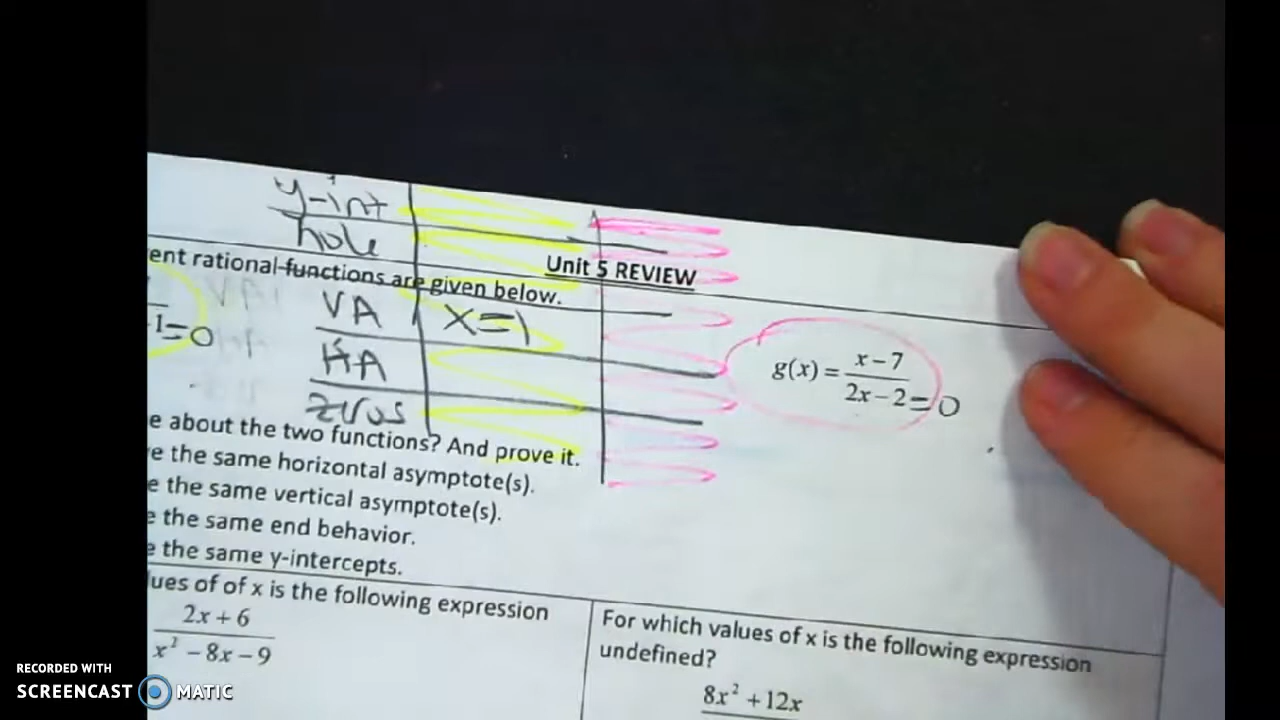 y-int
hole
Unit 5 REVIEW
ent rational functions are given below.
VA x=1
1=0
HA
zeros
g(x) = x-7 / 2x-2 = 0
e about the two functions? And prove it.
e the same horizontal asymptote(s).
e the same vertical asymptote(s).
e the same end behavior.
e the same y-intercepts.
lues of of x is the following expression
2x + 6
x² - 8x - 9
For which values of x is the following expression
undefined?
8x² + 12x
RECORDED WITH
SCREENCAST MATIC